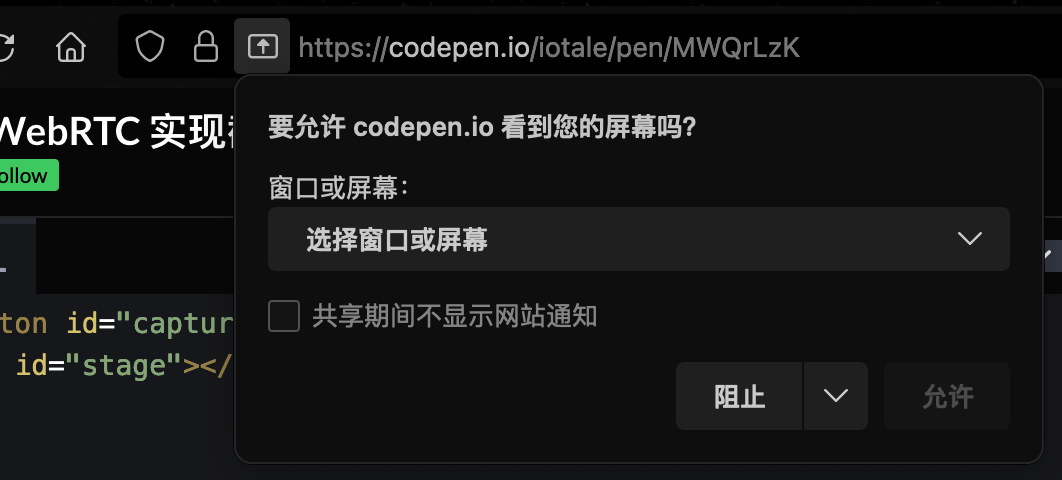 https://codepen.io/iotale/pen/MWQrLzK
WebRTC 实现
ollow
要允许 codepen.io 看到您的屏幕吗?
窗口或屏幕:
选择窗口或屏幕
共享期间不显示网站通知
ton id="captur
id="stage"></
阻止
允许